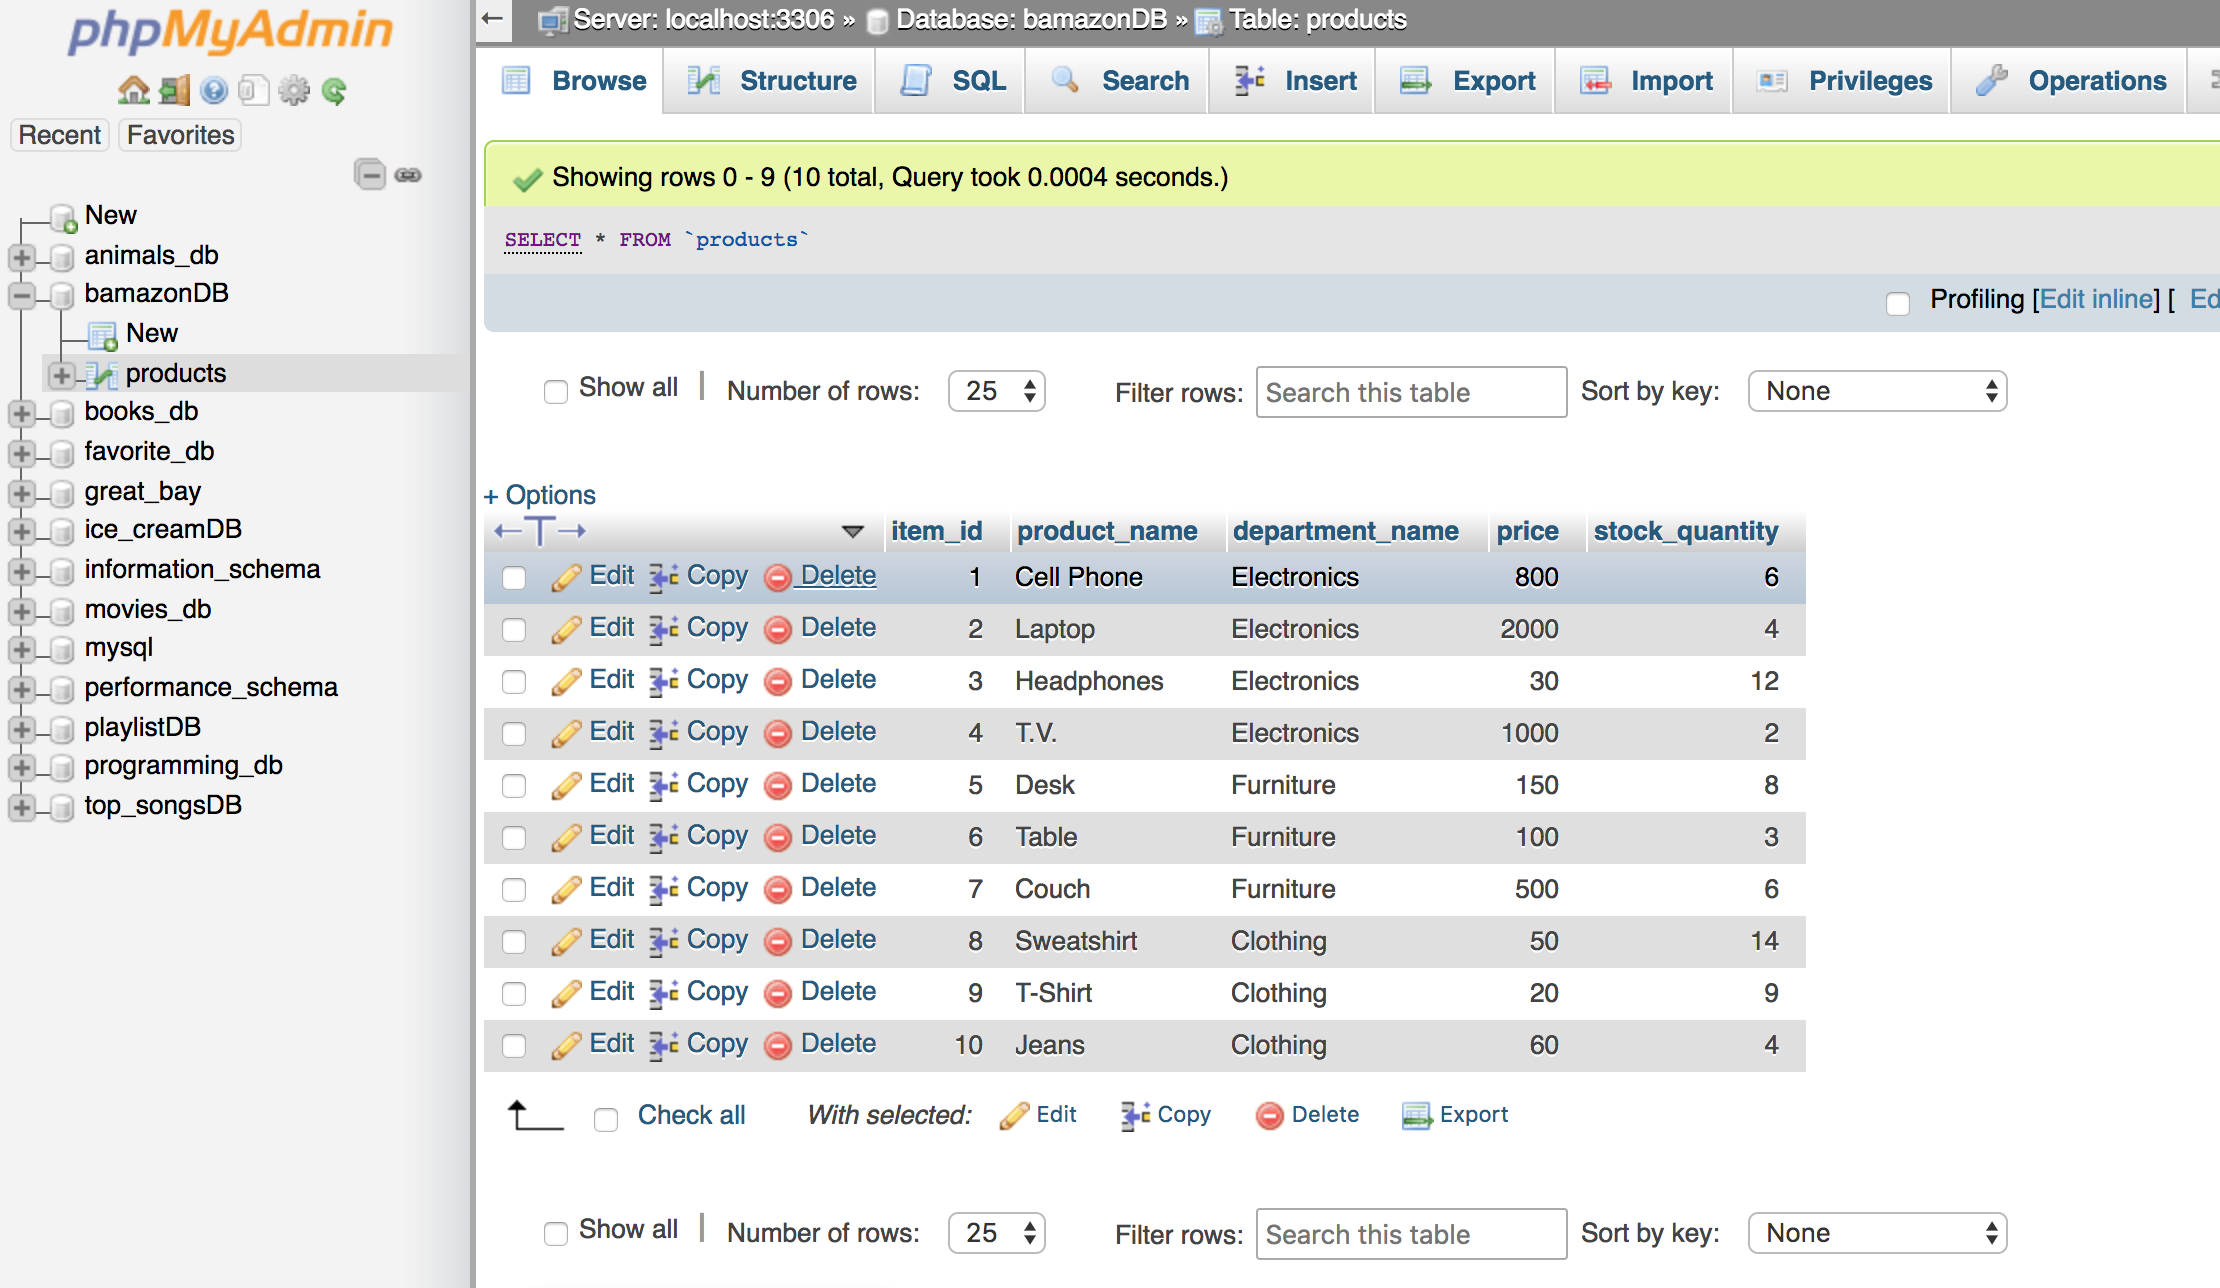 phpMyAdmin
Recent Favorites
New
animals_db
bamazonDB
New
products
books_db
favorite_db
great_bay
ice_creamDB
information_schema
movies_db
mysql
performance_schema
playlistDB
programming_db
top_songsDB
Server: localhost:3306 » Database: bamazonDB » Table: products
Browse Structure SQL Search Insert Export Import Privileges Operations
Showing rows 0 - 9 (10 total, Query took 0.0004 seconds.)
SELECT * FROM `products`
Profiling [Edit inline] [ Ed
Show all | Number of rows: 25 Filter rows: Search this table Sort by key: None
+ Options
←T→ item_id product_name department_name price stock_quantity
Edit Copy Delete 1 Cell Phone Electronics 800 6
Edit Copy Delete 2 Laptop Electronics 2000 4
Edit Copy Delete 3 Headphones Electronics 30 12
Edit Copy Delete 4 T.V. Electronics 1000 2
Edit Copy Delete 5 Desk Furniture 150 8
Edit Copy Delete 6 Table Furniture 100 3
Edit Copy Delete 7 Couch Furniture 500 6
Edit Copy Delete 8 Sweatshirt Clothing 50 14
Edit Copy Delete 9 T-Shirt Clothing 20 9
Edit Copy Delete 10 Jeans Clothing 60 4
Check all With selected: Edit Copy Delete Export
Show all | Number of rows: 25 Filter rows: Search this table Sort by key: None